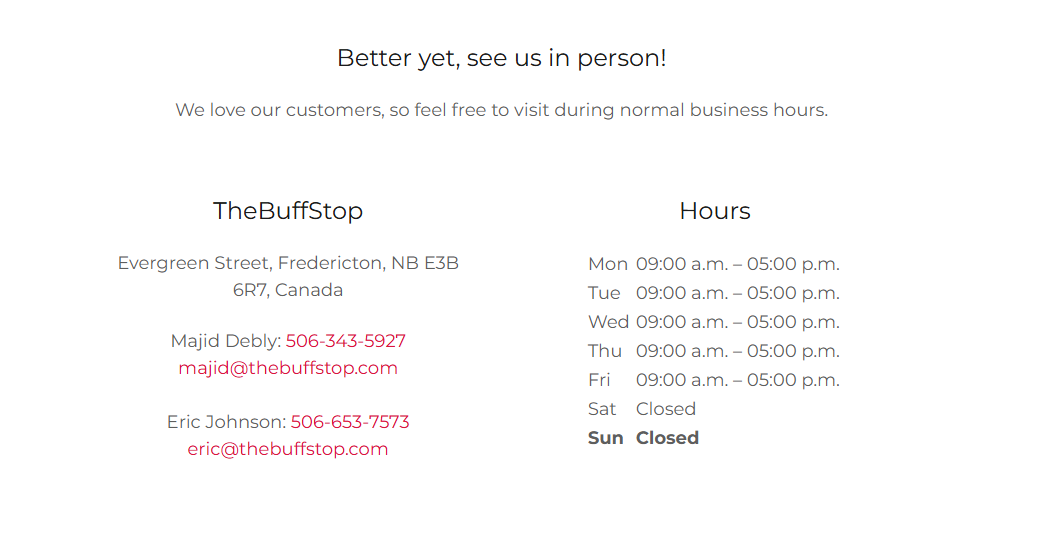 Better yet, see us in person!
We love our customers, so feel free to visit during normal business hours.
TheBuffStop
Evergreen Street, Fredericton, NB E3B
6R7, Canada
Majid Debly: 506-343-5927
majid@thebuffstop.com
Eric Johnson: 506-653-7573
eric@thebuffstop.com
Hours
Mon 09:00 a.m. – 05:00 p.m.
Tue 09:00 a.m. – 05:00 p.m.
Wed 09:00 a.m. – 05:00 p.m.
Thu 09:00 a.m. – 05:00 p.m.
Fri 09:00 a.m. – 05:00 p.m.
Sat Closed
Sun Closed